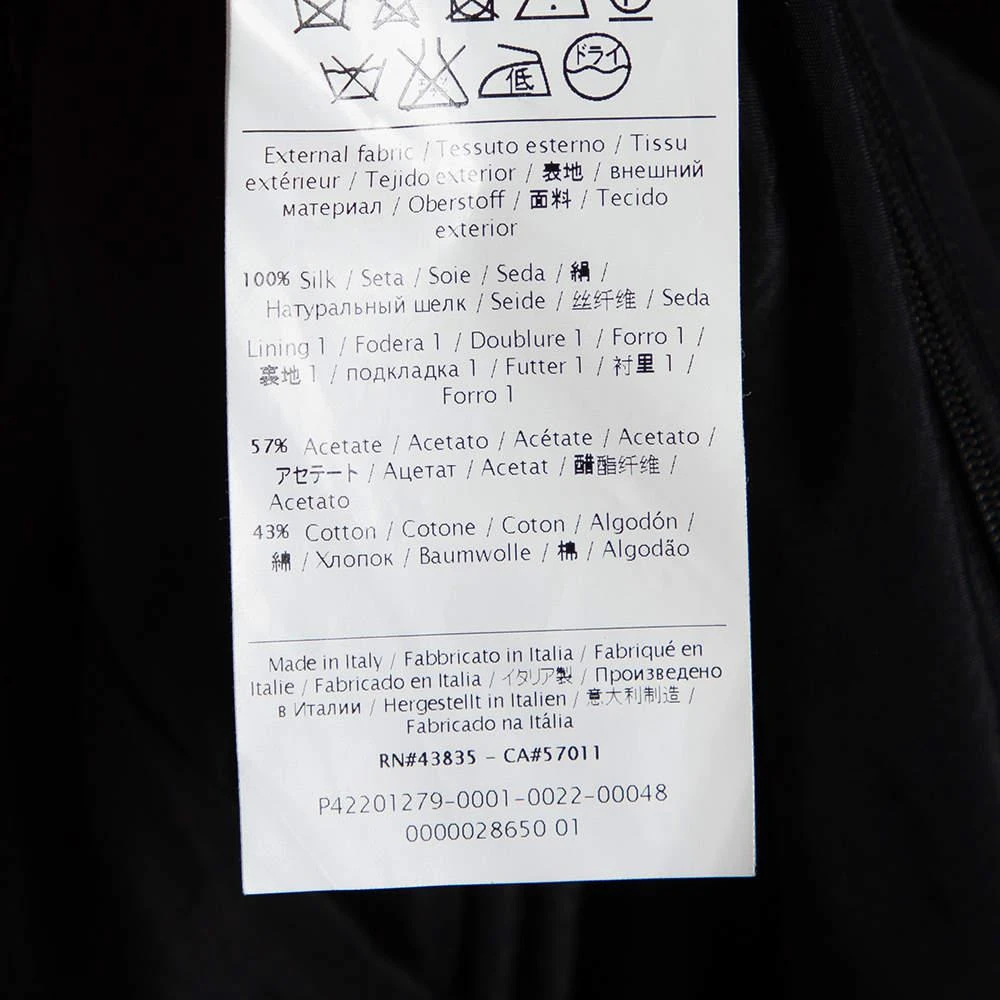 低
ドライ
External fabric / Tessuto esterno / Tissu
extérieur / Tejido exterior / 表地 / внешний
материал / Oberstoff / 面料 / Tecido
exterior
100% Silk / Seta / Soie / Seda / 絹 /
Натуральный шелк / Seide / 丝纤维 / Seda
Lining 1 / Fodera 1 / Doublure 1 / Forro 1 /
裏地 1 / подкладка 1 / Futter 1 / 衬里 1 /
Forro 1
57% Acetate / Acetato / Acétate / Acetato /
アセテート / Ацетат / Acetat / 醋酯纤维 /
Acetato
43% Cotton / Cotone / Coton / Algodón /
綿 / Хлопок / Baumwolle / 棉 / Algodão
Made in Italy / Fabbricato in Italia / Fabriqué en
Italie / Fabricado en Italia / イタリア製 / Произведено
в Италии / Hergestellt in Italien / 意大利制造 /
Fabricado na Itália
RN#43835 – CA#57011
P42201279-0001-0022-00048
0000028650 01